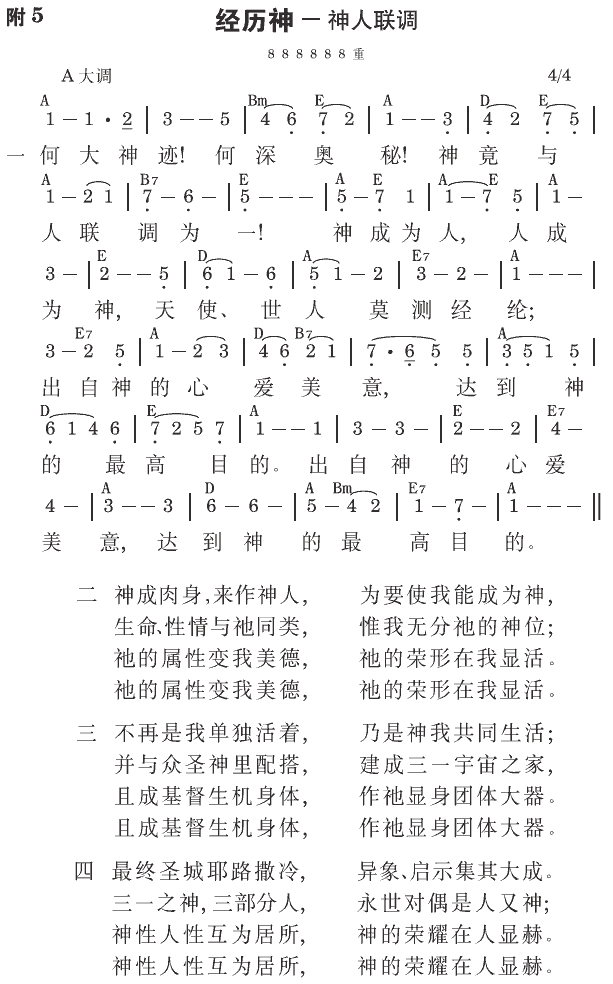 附 5
经历神 — 神人联调
8 8 8 8 8 8 重
A 大调 4/4
A Bm E A D E
1 — 1 • 2 | 3 — — 5 | 4 6 7 2 | 1 — — 3 | 4 2 7 5 |
一 何 大 神 迹! 何 深 奥 秘! 神 竟 与
A B7 E A E A E A
1 — 2 1 | 7 — 6 — | 5 — — — | 5 — 7 1 | 1 — 7 5 | 1 —
人 联 调 为 一! 神 成 为 人, 人 成
E D A E7 A
3 — | 2 — — 5 | 6 1 — 6 | 5 1 — 2 | 3 — 2 — | 1 — — — |
为 神, 天 使、 世 人 莫 测 经 纶;
E7 A D B7 A
3 — 2 5 | 1 — 2 3 | 4 6 2 1 | 7 • 6 5 5 | 3 5 1 5 |
出 自 神 的 心 爱 美 意, 达 到 神
D E A E E7
6 1 4 6 | 7 2 5 7 | 1 — — 1 | 3 — 3 — | 2 — — 2 | 4 —
的 最 高 目 的。 出 自 神 的 心 爱
A D A Bm E7 A
4 — | 3 — — 3 | 6 — 6 — | 5 — 4 2 | 1 — 7 — | 1 — — — ‖
美 意, 达 到 神 的 最 高 目 的。
二 神成肉身,来作神人, 为要使我能成为神,
生命、性情与祂同类, 惟我无分祂的神位;
祂的属性变我美德, 祂的荣形在我显活。
祂的属性变我美德, 祂的荣形在我显活。
三 不再是我单独活着, 乃是神我共同生活;
并与众圣神里配搭, 建成三一宇宙之家,
且成基督生机身体, 作祂显身团体大器。
且成基督生机身体, 作祂显身团体大器。
四 最终圣城耶路撒冷, 异象、启示集其大成。
三一之神, 三部分人, 永世对偶是人又神;
神性人性互为居所, 神的荣耀在人显赫。
神性人性互为居所, 神的荣耀在人显赫。